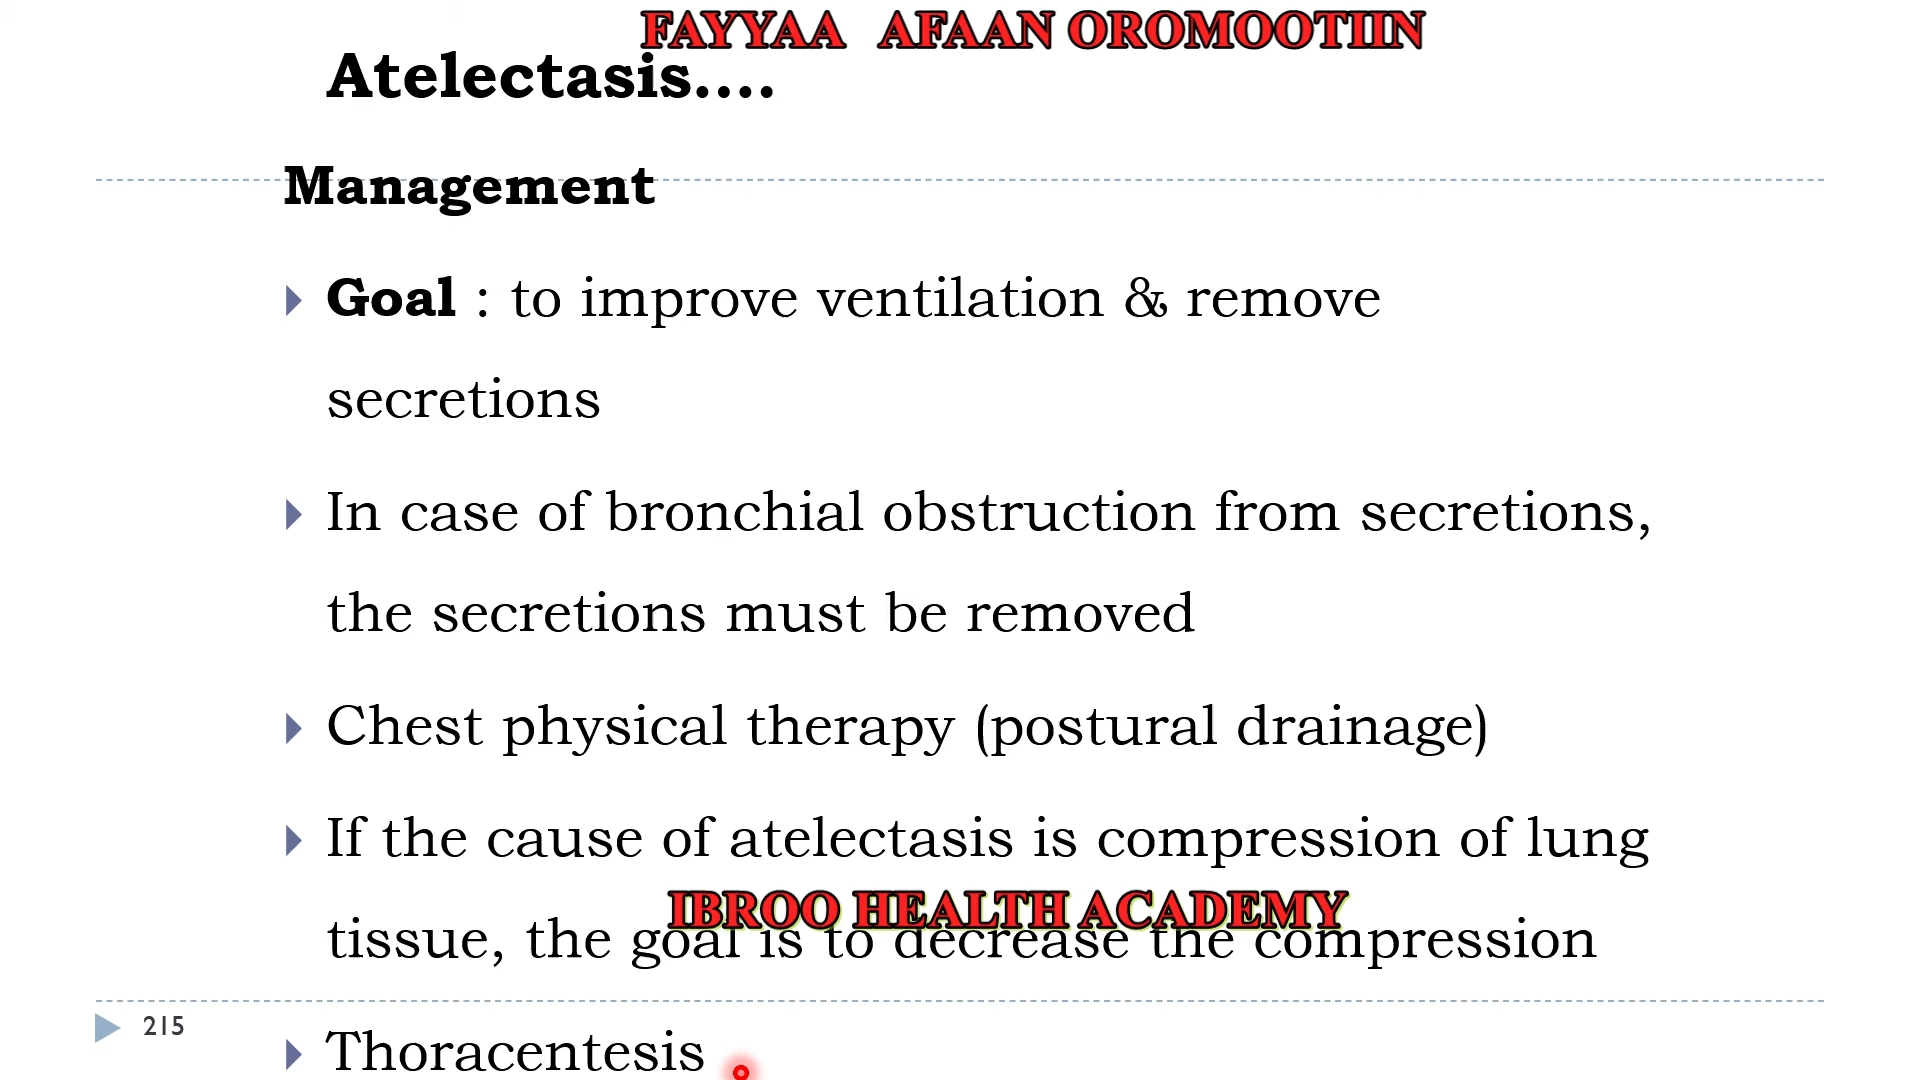 FAYYAA AFAAN OROMOOTIIN
Atelectasis....
Management
Goal : to improve ventilation & remove
secretions
In case of bronchial obstruction from secretions,
the secretions must be removed
Chest physical therapy (postural drainage)
If the cause of atelectasis is compression of lung
IBROO HEALTH ACADEMY
tissue, the goal is to decrease the compression
215
Thoracentesis